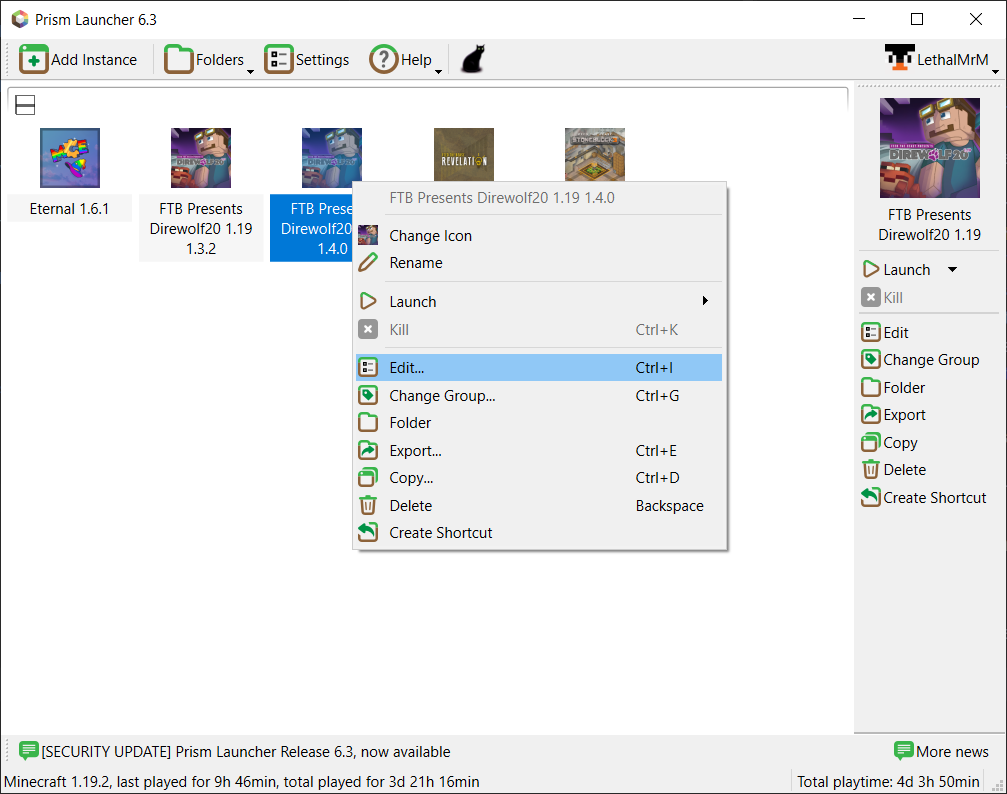 Prism Launcher 6.3
Add Instance
Folders
Settings
Help
LethalMrM
Eternal 1.6.1
DIREWOLF20
FTB Presents
Direwolf20 1.19
1.3.2
DIREWOLF20
FTB Prese
Direwolf20
1.4.0
REVELATION
STONEBLOCK
FTB Presents Direwolf20 1.19 1.4.0
Change Icon
Rename
Launch
Kill Ctrl+K
Edit... Ctrl+I
Change Group... Ctrl+G
Folder
Export... Ctrl+E
Copy... Ctrl+D
Delete Backspace
Create Shortcut
DIREWOLF20
FTB Presents
Direwolf20 1.19
Launch
Kill
Edit
Change Group
Folder
Export
Copy
Delete
Create Shortcut
[SECURITY UPDATE] Prism Launcher Release 6.3, now available
More news
Minecraft 1.19.2, last played for 9h 46min, total played for 3d 21h 16min
Total playtime: 4d 3h 50min